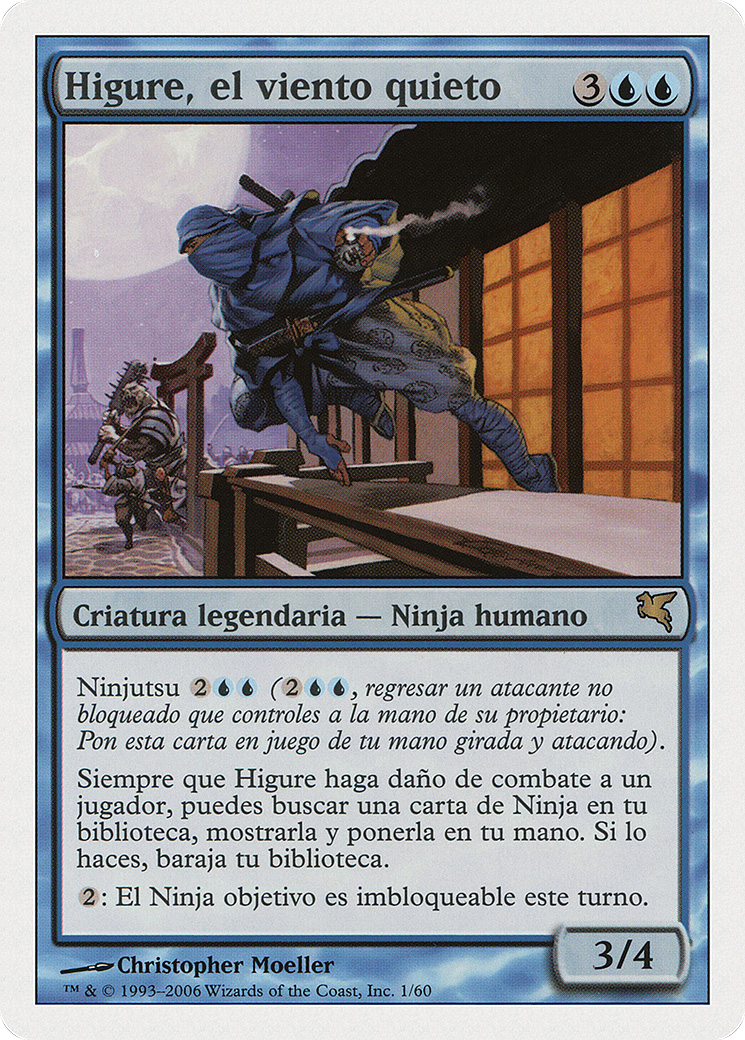 Higure, el viento quieto 3
Criatura legendaria — Ninja humano
Ninjutsu 2 (2, regresar un atacante no
bloqueado que controles a la mano de su propietario:
Pon esta carta en juego de tu mano girada y atacando).
Siempre que Higure haga daño de combate a un
jugador, puedes buscar una carta de Ninja en tu
biblioteca, mostrarla y ponerla en tu mano. Si lo
haces, baraja tu biblioteca.
2: El Ninja objetivo es imbloqueable este turno.
3/4
Christopher Moeller
™ & © 1993–2006 Wizards of the Coast, Inc. 1/60